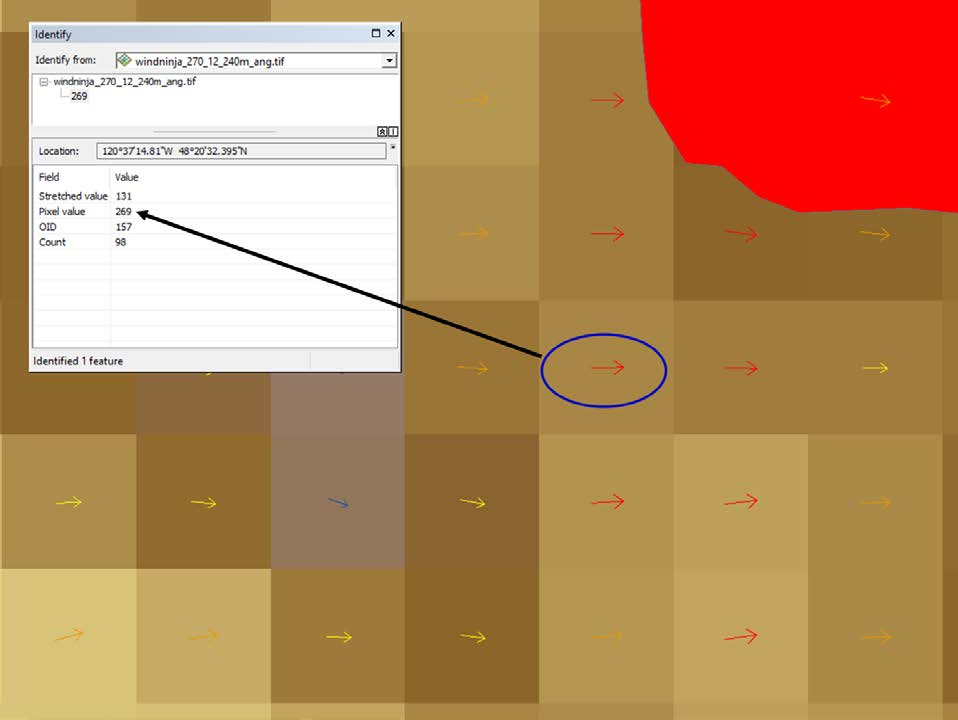 Identify
Identify from: windninja_270_12_240m_ang.tif
windninja_270_12_240m_ang.tif
269
Location: 120°37'14.81"W 48°20'32.395"N
Field Value
Stretched value 131
Pixel value 269
OID 157
Count 98
Identified 1 feature